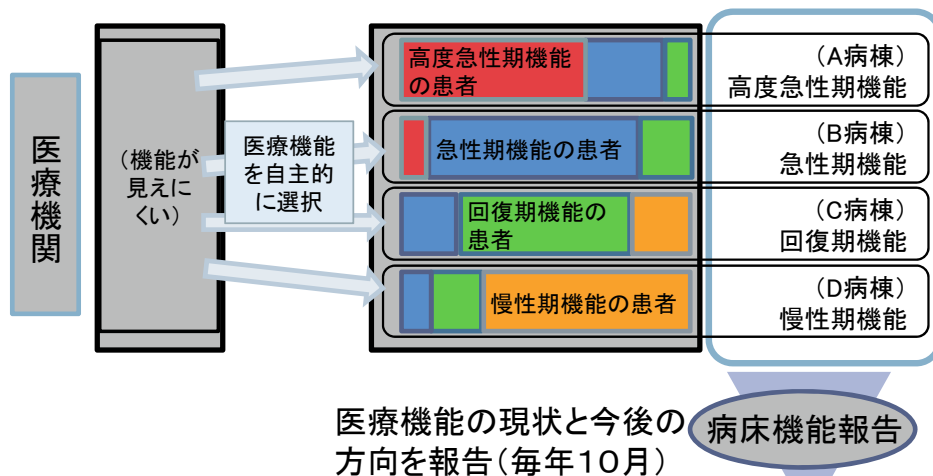 医療機関
(機能が
見えに
くい)
医療機能
を自主的
に選択
高度急性期機能
の患者
(A病棟)
高度急性期機能
急性期機能の患者
(B病棟)
急性期機能
回復期機能の
患者
(C病棟)
回復期機能
慢性期機能の患者
(D病棟)
慢性期機能
医療機能の現状と今後の
方向を報告(毎年10月)
病床機能報告